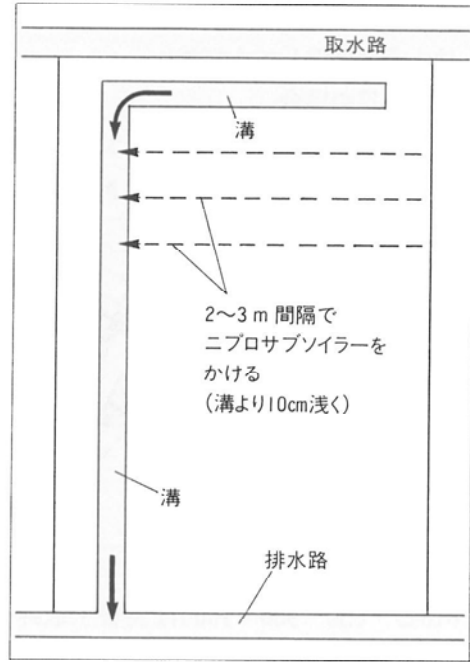 取水路
溝
2〜3 m 間隔で
ニプロサブソイラーを
かける
(溝より10cm浅く)
溝
排水路